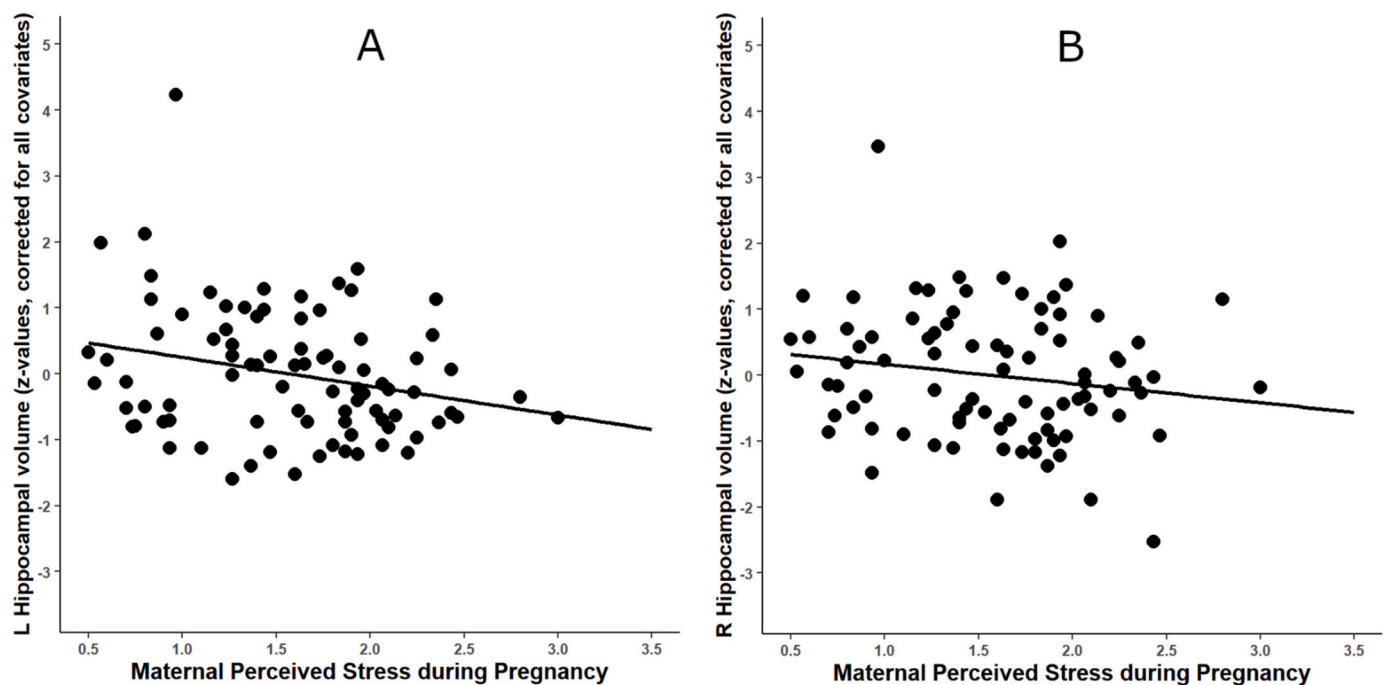 A
L Hippocampal volume (z-values, corrected for all covariates)
5
4
3
2
1
0
-1
-2
-3
0.5 1.0 1.5 2.0 2.5 3.0 3.5
Maternal Perceived Stress during Pregnancy
B
R Hippocampal volume (z-values, corrected for all covariates)
5
4
3
2
1
0
-1
-2
-3
0.5 1.0 1.5 2.0 2.5 3.0 3.5
Maternal Perceived Stress during Pregnancy